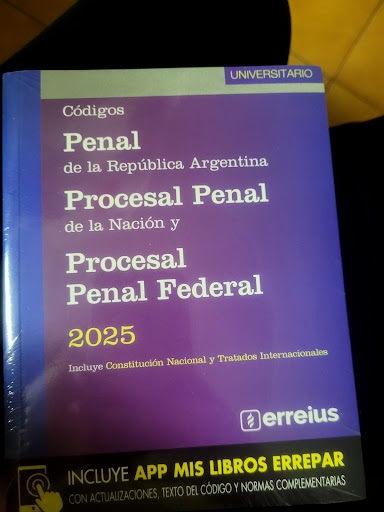 UNIVERSITARIO
Códigos
Penal
de la República Argentina
Procesal Penal
de la Nación y
Procesal
Penal Federal
2025
Incluye Constitución Nacional y Tratados Internacionales
erreius
INCLUYE APP MIS LIBROS ERREPAR
CON ACTUALIZACIONES, TEXTO DEL CÓDIGO Y NORMAS COMPLEMENTARIAS